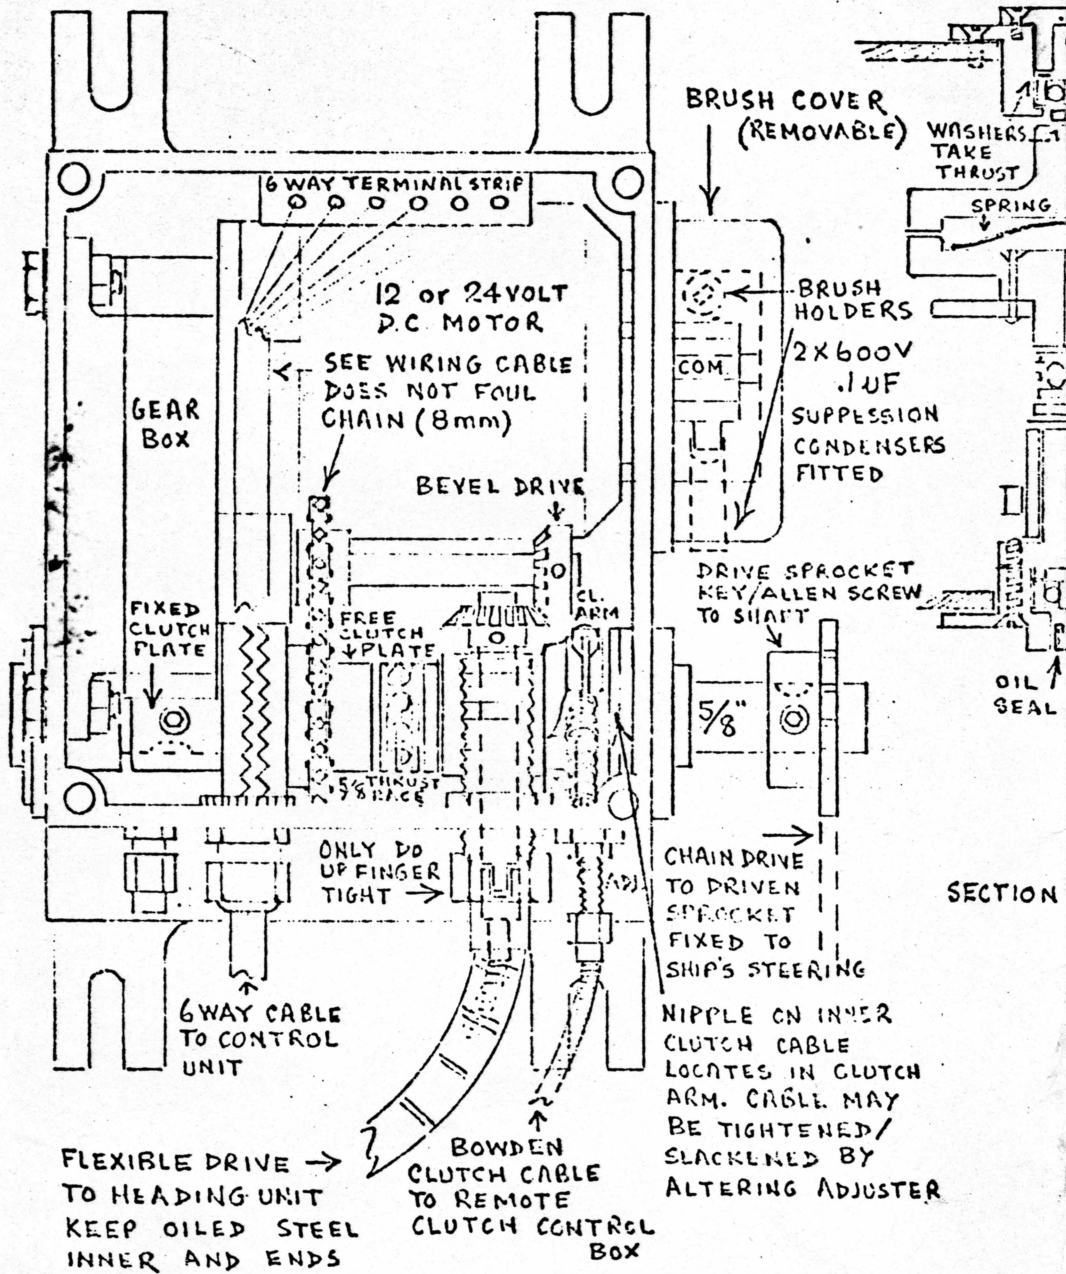 BRUSH COVER
(REMOVABLE)
WASHERS
TAKE
THRUST
SPRING
6 WAY TERMINAL STRIP
12 or 24 VOLT
D.C. MOTOR
BRUSH
HOLDERS
2 X 600V
.1UF
SUPPESSION
CONDENSERS
FITTED
COM.
SEE WIRING CABLE
DOES NOT FOUL
CHAIN (8mm)
GEAR
BOX
BEVEL DRIVE
DRIVE SPROCKET
KEY/ALLEN SCREW
TO SHAFT
CL.
ARM
FIXED
CLUTCH
PLATE
FREE
CLUTCH
PLATE
5/8"
OIL
SEAL
5/8 THRUST
RACE
ONLY DO
UP FINGER
TIGHT
ADJ.
CHAIN DRIVE
TO DRIVEN
SPROCKET
FIXED TO
SHIP'S STEERING
SECTION
6 WAY CABLE
TO CONTROL
UNIT
NIPPLE ON INNER
CLUTCH CABLE
LOCATES IN CLUTCH
ARM. CABLE MAY
BE TIGHTENED/
SLACKENED BY
ALTERING ADJUSTER
FLEXIBLE DRIVE
TO HEADING UNIT
KEEP OILED STEEL
INNER AND ENDS
BOWDEN
CLUTCH CABLE
TO REMOTE
CLUTCH CONTROL
BOX